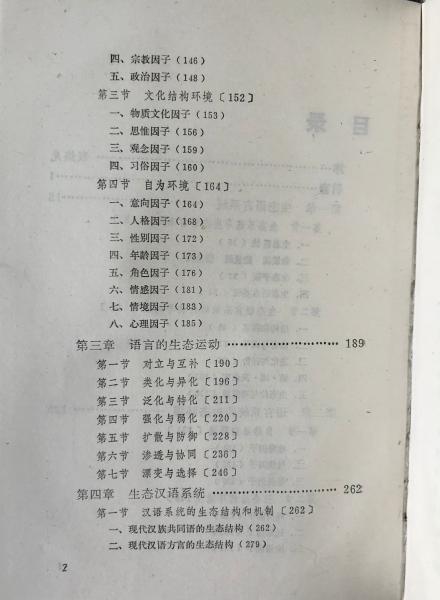 四、宗教因子（146）
五、政治因子（148）
第三节 文化结构环境〔152〕
一、物质文化因子（153）
二、思惟因子（156）
三、观念因子（159）
四、习俗因子（160）
第四节 自为环境〔164〕
一、意向因子（164）
二、人格因子（168）
三、性别因子（172）
四、年龄因子（173）
五、角色因子（176）
六、情感因子（181）
七、情境因子（183）
八、心理因子（185）
第三章 语言的生态运动 …………………… 189
第一节 对立与互补〔190〕
第二节 类化与异化〔196〕
第三节 泛化与特化〔211〕
第四节 强化与弱化〔220〕
第五节 扩散与防御〔228〕
第六节 渗透与协同〔236〕
第七节 漂变与选择〔246〕
第四章 生态汉语系统 …………………… 262
第一节 汉语系统的生态结构和机制〔262〕
一、现代汉族共同语的生态结构（262）
二、现代汉语方言的生态结构（279）
2